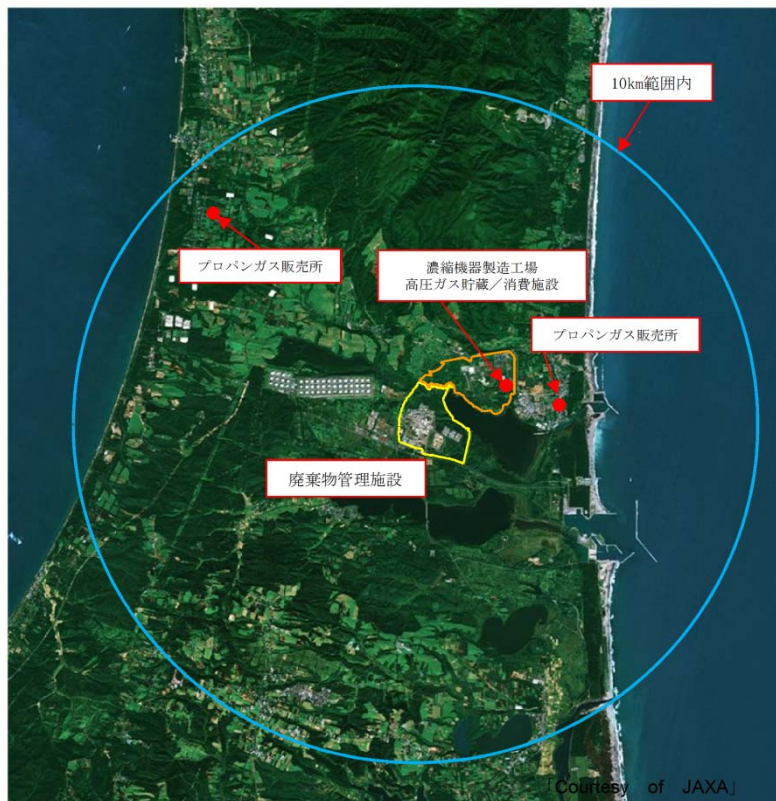 10km範囲内
プロパンガス販売所
濃縮機器製造工場
高圧ガス貯蔵／消費施設
プロパンガス販売所
廃棄物管理施設
「Courtesy of JAXA」